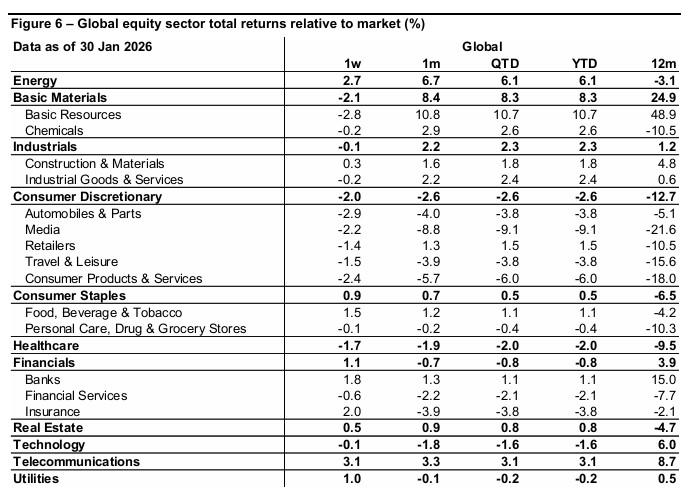 Figure 6 – Global equity sector total returns relative to market (%)
Data as of 30 Jan 2026 Global
1w 1m QTD YTD 12m
Energy 2.7 6.7 6.1 6.1 -3.1
Basic Materials -2.1 8.4 8.3 8.3 24.9
Basic Resources -2.8 10.8 10.7 10.7 48.9
Chemicals -0.2 2.9 2.6 2.6 -10.5
Industrials -0.1 2.2 2.3 2.3 1.2
Construction & Materials 0.3 1.6 1.8 1.8 4.8
Industrial Goods & Services -0.2 2.2 2.4 2.4 0.6
Consumer Discretionary -2.0 -2.6 -2.6 -2.6 -12.7
Automobiles & Parts -2.9 -4.0 -3.8 -3.8 -5.1
Media -2.2 -8.8 -9.1 -9.1 -21.6
Retailers -1.4 1.3 1.5 1.5 -10.5
Travel & Leisure -1.5 -3.9 -3.8 -3.8 -15.6
Consumer Products & Services -2.4 -5.7 -6.0 -6.0 -18.0
Consumer Staples 0.9 0.7 0.5 0.5 -6.5
Food, Beverage & Tobacco 1.5 1.2 1.1 1.1 -4.2
Personal Care, Drug & Grocery Stores -0.1 -0.2 -0.4 -0.4 -10.3
Healthcare -1.7 -1.9 -2.0 -2.0 -9.5
Financials 1.1 -0.7 -0.8 -0.8 3.9
Banks 1.8 1.3 1.1 1.1 15.0
Financial Services -0.6 -2.2 -2.1 -2.1 -7.7
Insurance 2.0 -3.9 -3.8 -3.8 -2.1
Real Estate 0.5 0.9 0.8 0.8 -4.7
Technology -0.1 -1.8 -1.6 -1.6 6.0
Telecommunications 3.1 3.3 3.1 3.1 8.7
Utilities 1.0 -0.1 -0.2 -0.2 0.5